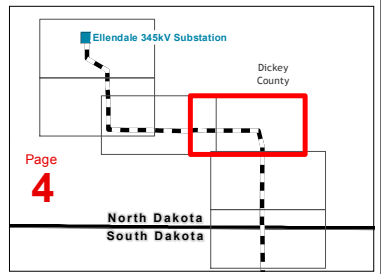 Ellendale 345kV Substation
Dickey
County
Page
4
North Dakota
South Dakota